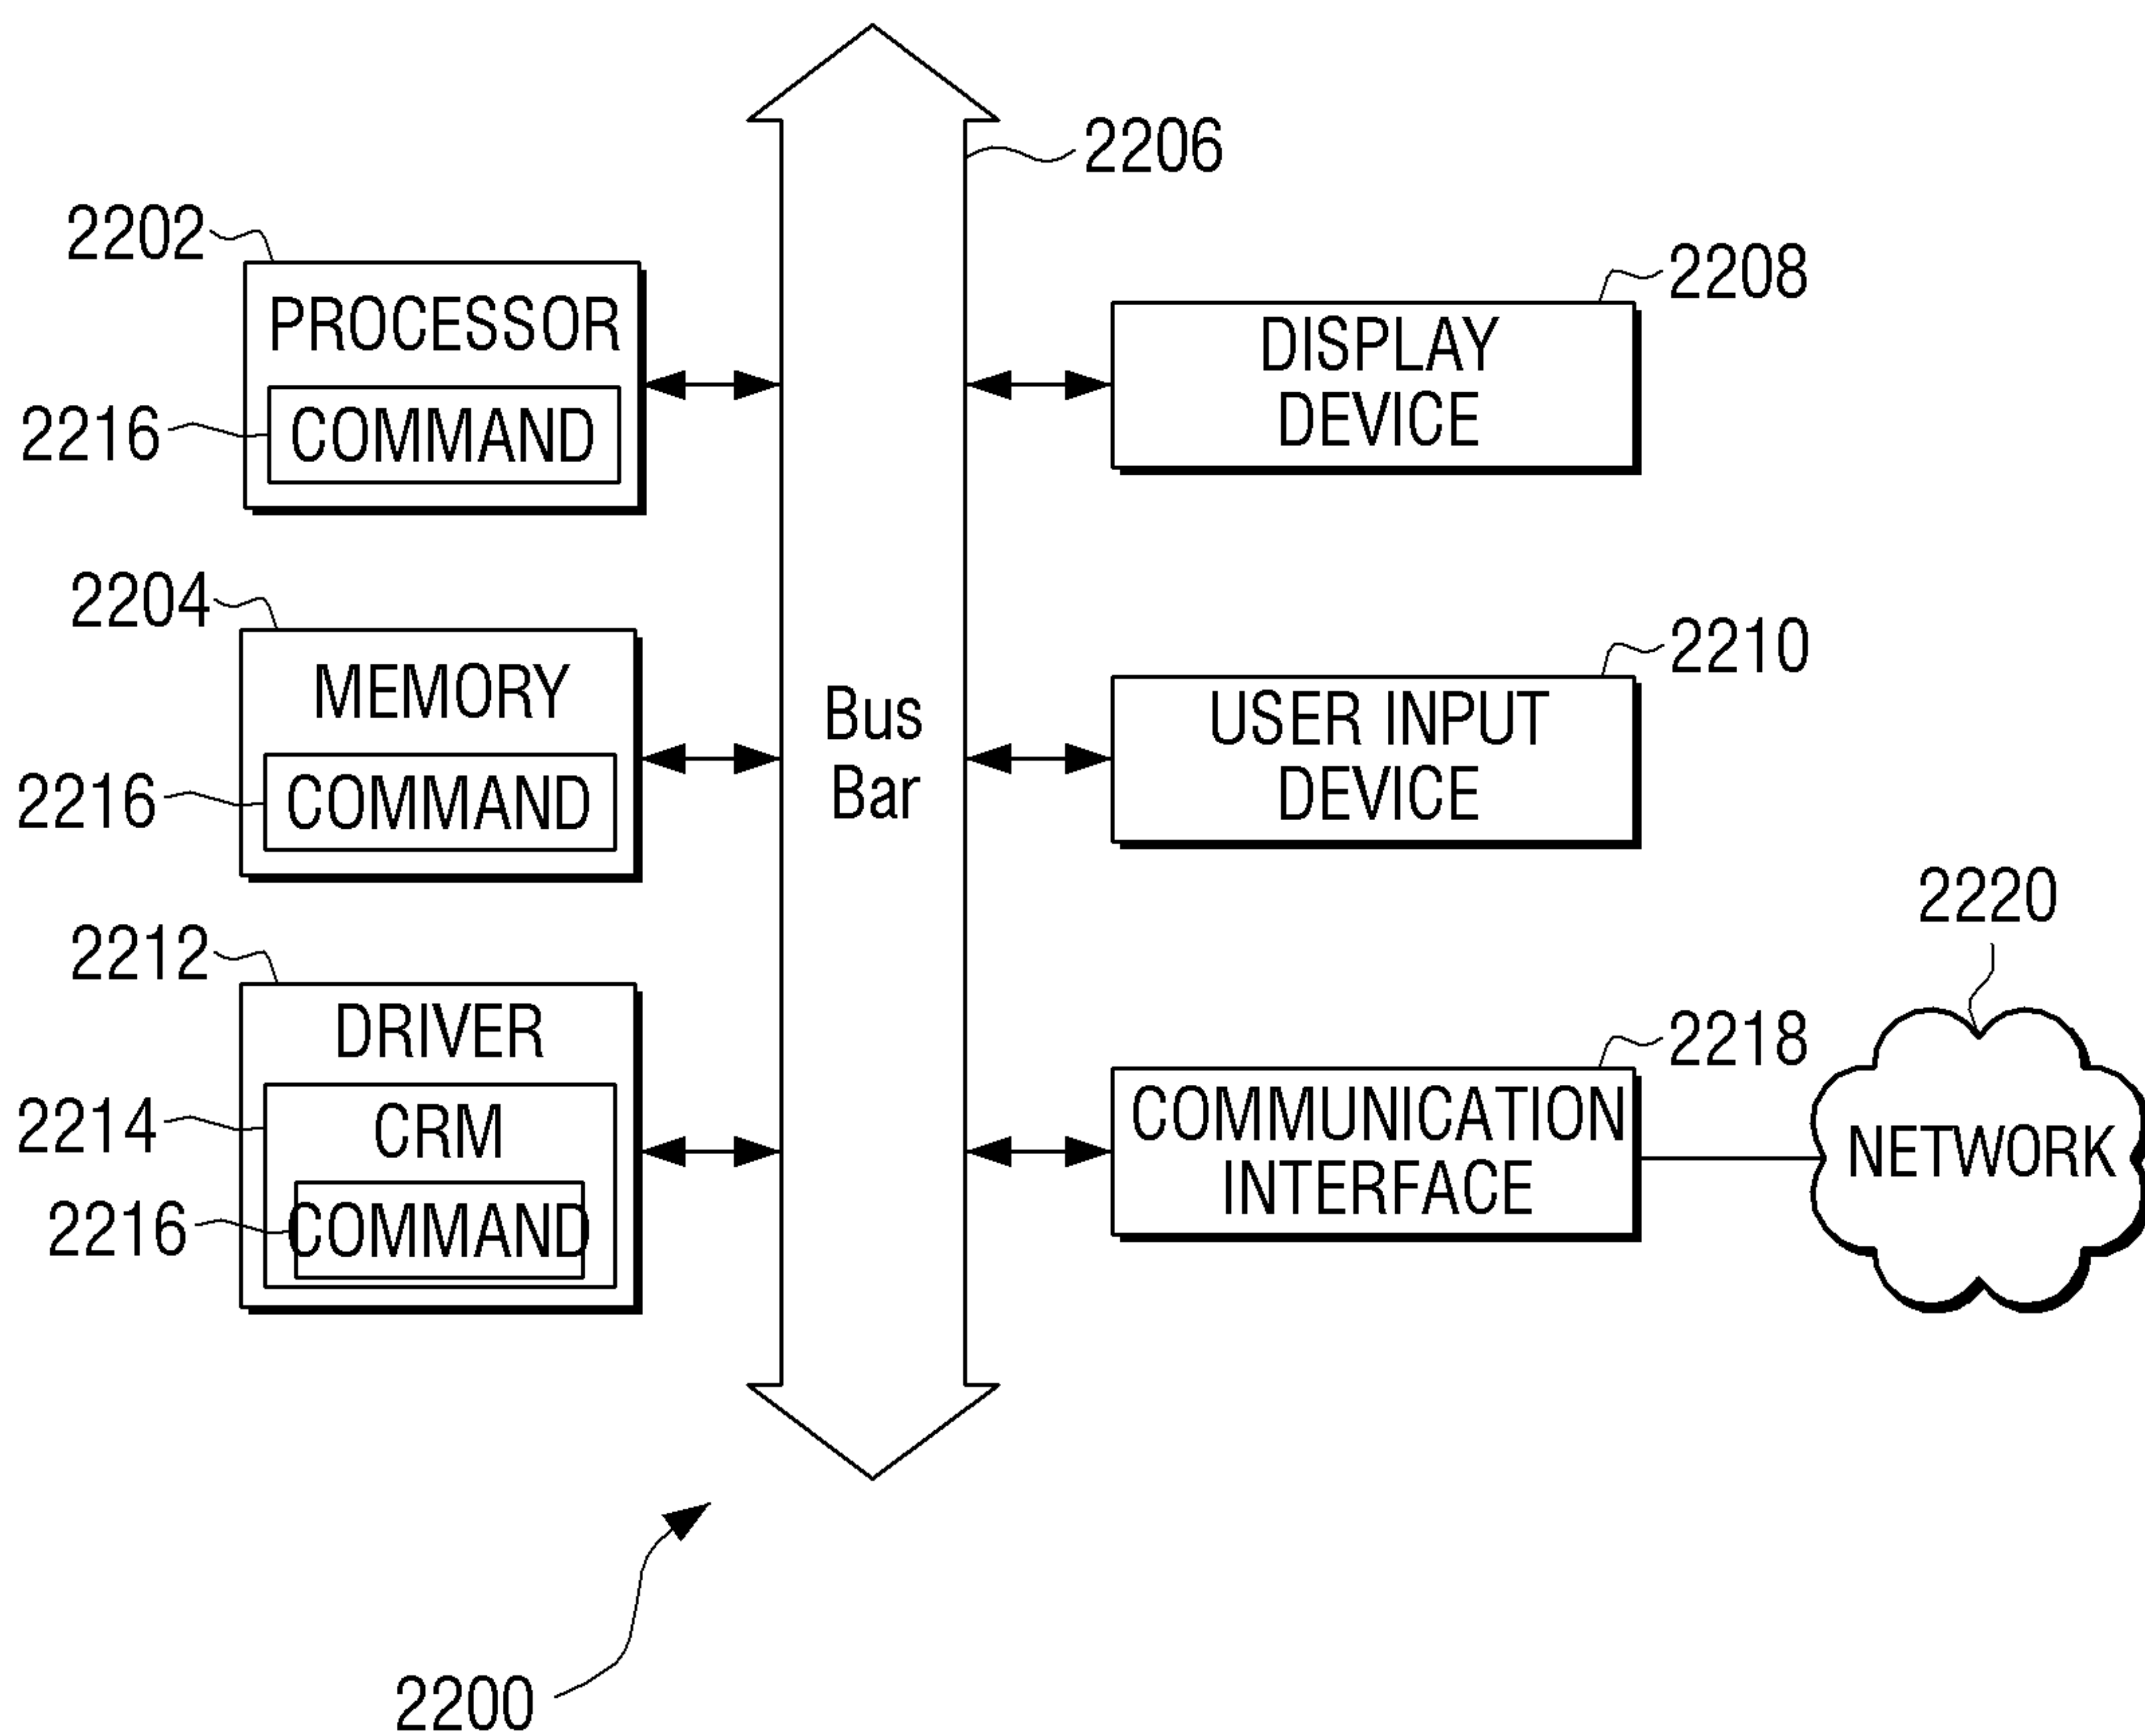 2206
2202
PROCESSOR
2216
COMMAND
2208
DISPLAY
DEVICE
2204
MEMORY
2216
COMMAND
Bus
Bar
2210
USER INPUT
DEVICE
2212
DRIVER
2214
CRM
2216
COMMAND
2218
COMMUNICATION
INTERFACE
2220
NETWORK
2200